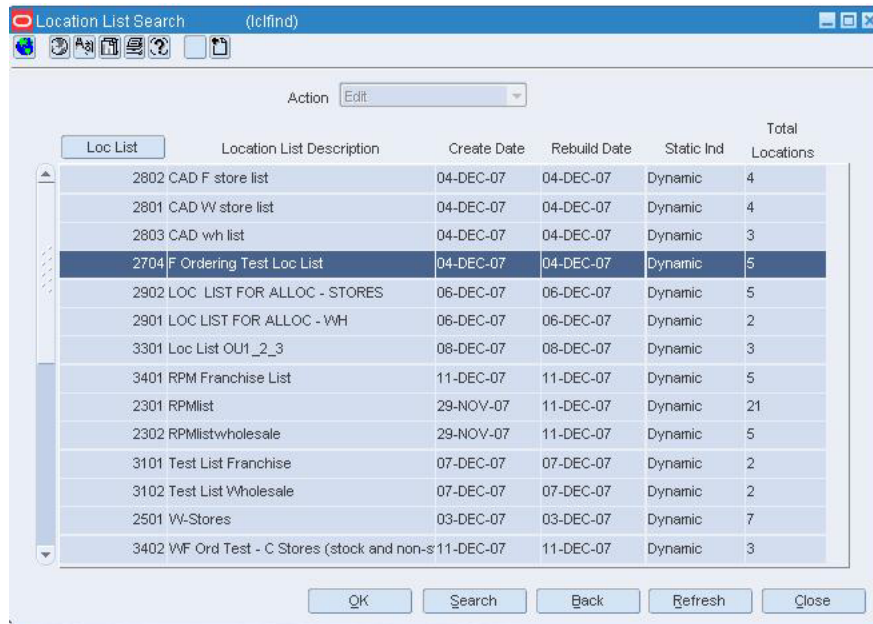 Location List Search (lclfind)
Action Edit
Total
Loc List Location List Description Create Date Rebuild Date Static Ind Locations
2802 CAD F store list 04-DEC-07 04-DEC-07 Dynamic 4
2801 CAD W store list 04-DEC-07 04-DEC-07 Dynamic 4
2803 CAD wh list 04-DEC-07 04-DEC-07 Dynamic 3
2704 F Ordering Test Loc List 04-DEC-07 04-DEC-07 Dynamic 5
2902 LOC LIST FOR ALLOC - STORES 06-DEC-07 06-DEC-07 Dynamic 5
2901 LOC LIST FOR ALLOC - WH 06-DEC-07 06-DEC-07 Dynamic 2
3301 Loc List OU1_2_3 08-DEC-07 08-DEC-07 Dynamic 3
3401 RPM Franchise List 11-DEC-07 11-DEC-07 Dynamic 5
2301 RPMlist 29-NOV-07 11-DEC-07 Dynamic 21
2302 RPMlistwholesale 29-NOV-07 11-DEC-07 Dynamic 5
3101 Test List Franchise 07-DEC-07 07-DEC-07 Dynamic 2
3102 Test List Wholesale 07-DEC-07 07-DEC-07 Dynamic 2
2501 W-Stores 03-DEC-07 03-DEC-07 Dynamic 7
3402 WF Ord Test - C Stores (stock and non-s 11-DEC-07 11-DEC-07 Dynamic 3
OK Search Back Refresh Close